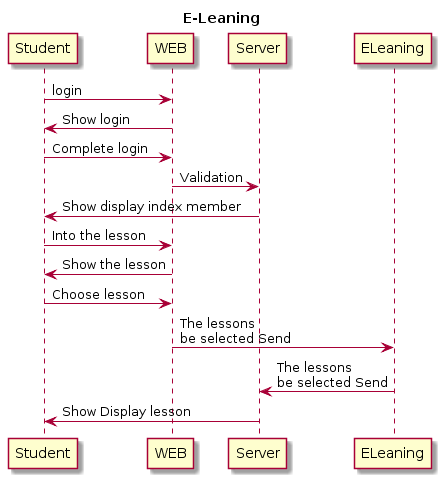 E-Leaning
Student WEB Server ELeaning
login
Show login
Complete login
Validation
Show display index member
Into the lesson
Show the lesson
Choose lesson
The lessons
be selected Send
The lessons
be selected Send
Show Display lesson
Student WEB Server ELeaning